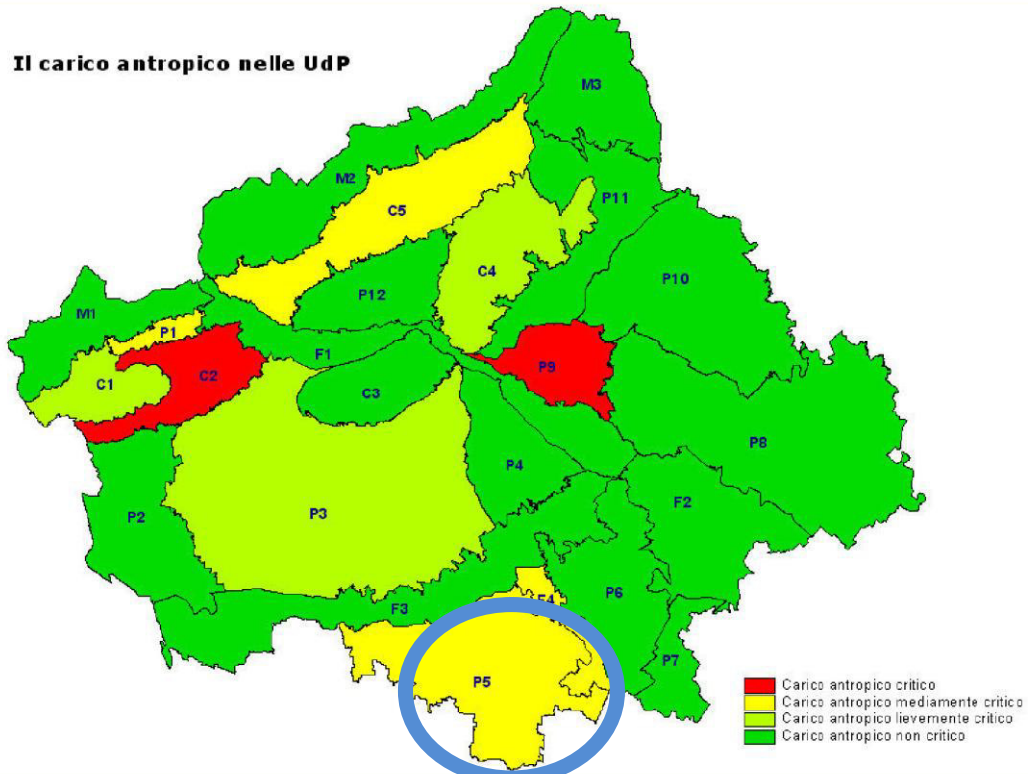 Il carico antropico nelle UdP
M3
M2
P11
C5
C4
P10
P12
M1
P1
F1
P9
C1
C2
C3
P8
P4
F2
P2
P3
P6
F4
F3
P7
P5
Carico antropico critico
Carico antropico mediamente critico
Carico antropico lievemente critico
Carico antropico non critico